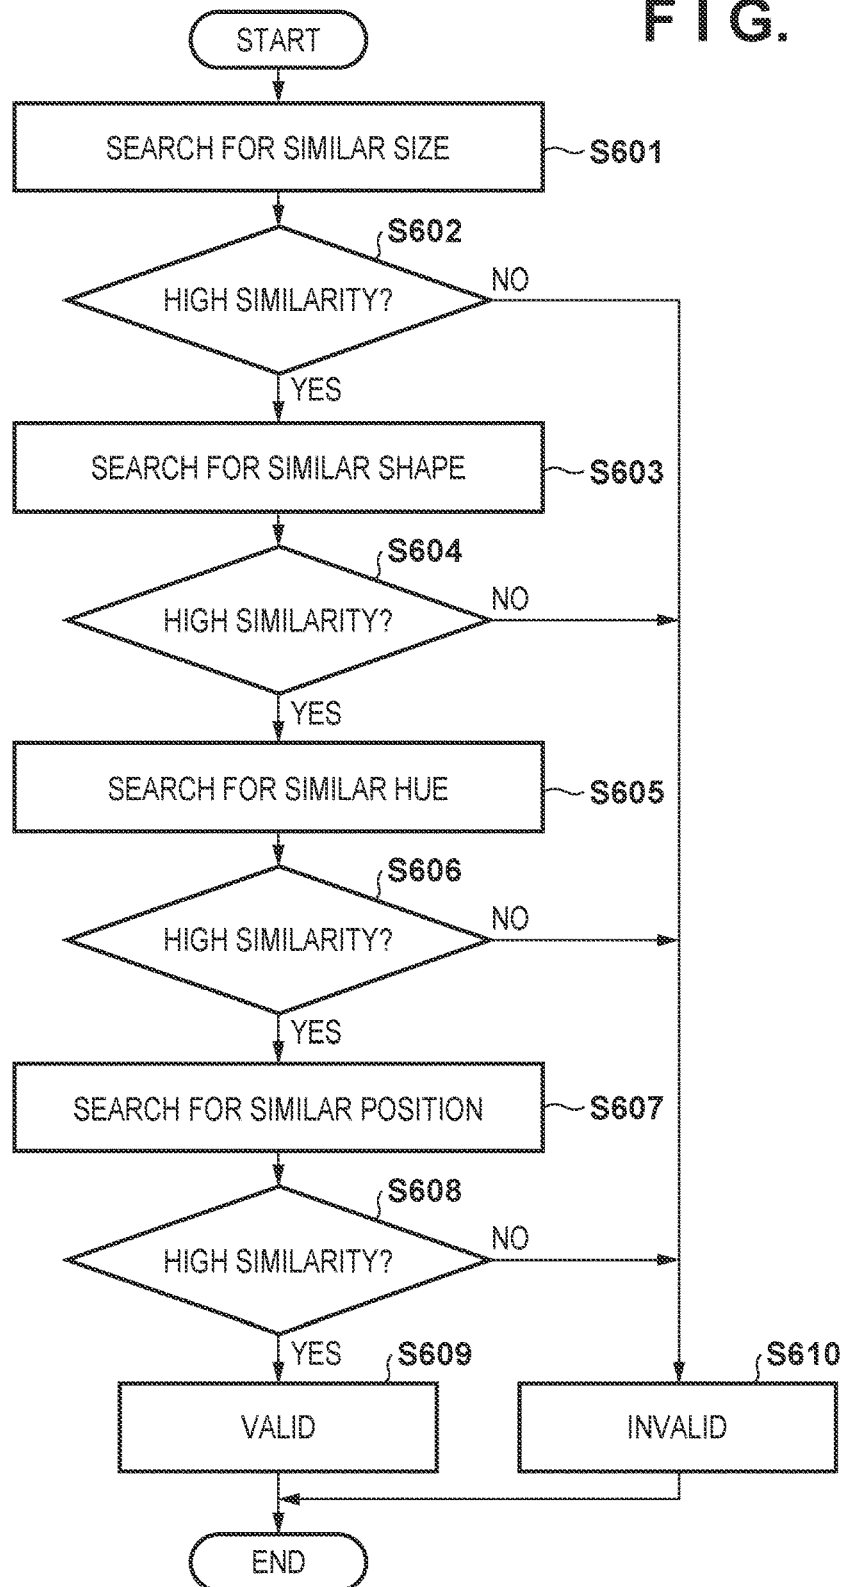 FIG.
START
SEARCH FOR SIMILAR SIZE
S601
S602
HIGH SIMILARITY?
NO
YES
SEARCH FOR SIMILAR SHAPE
S603
S604
HIGH SIMILARITY?
NO
YES
SEARCH FOR SIMILAR HUE
S605
S606
HIGH SIMILARITY?
NO
YES
SEARCH FOR SIMILAR POSITION
S607
S608
HIGH SIMILARITY?
NO
YES
S609
VALID
S610
INVALID
END